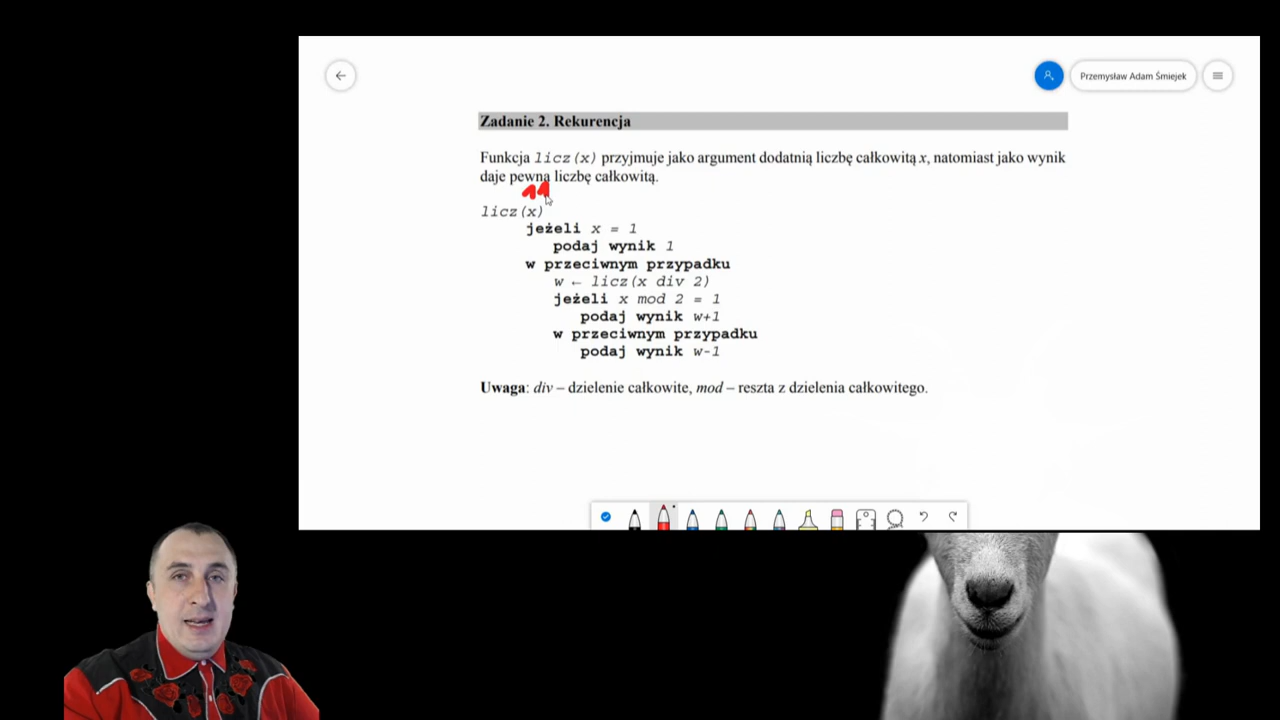 Przemysław Adam Śmiejek
Zadanie 2. Rekurencja
Funkcja licz(x) przyjmuje jako argument dodatnią liczbę całkowitą x, natomiast jako wynik
daje pewną liczbę całkowitą.
11
licz(x)
jeżeli x = 1
podaj wynik 1
w przeciwnym przypadku
w ← licz(x div 2)
jeżeli x mod 2 = 1
podaj wynik w+1
w przeciwnym przypadku
podaj wynik w-1
Uwaga: div – dzielenie całkowite, mod – reszta z dzielenia całkowitego.